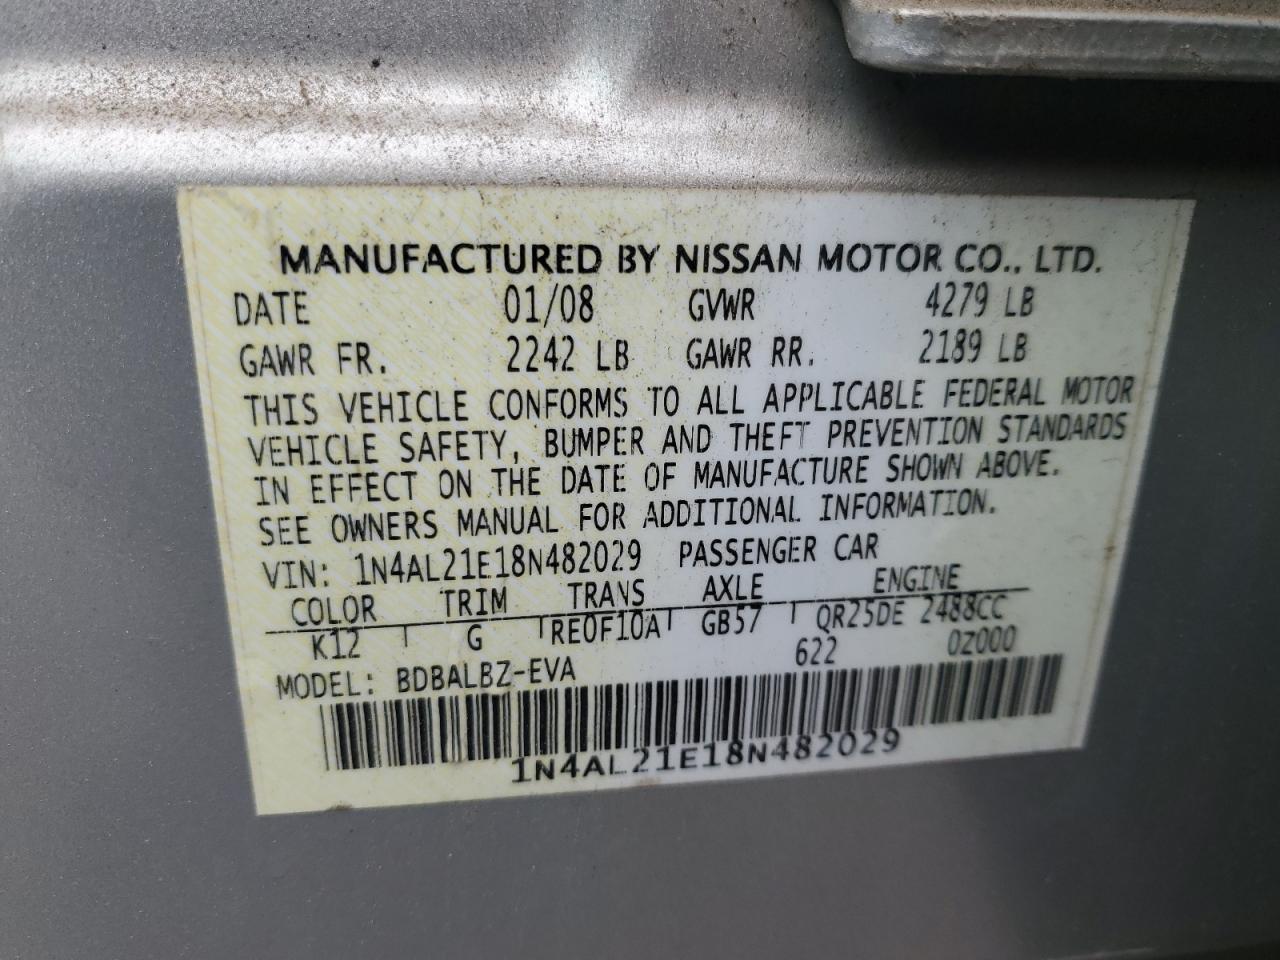 MANUFACTURED BY NISSAN MOTOR CO., LTD.
DATE 01/08 GVWR 4279 LB
GAWR FR. 2242 LB GAWR RR. 2189 LB
THIS VEHICLE CONFORMS TO ALL APPLICABLE FEDERAL MOTOR
VEHICLE SAFETY, BUMPER AND THEFT PREVENTION STANDARDS
IN EFFECT ON THE DATE OF MANUFACTURE SHOWN ABOVE.
SEE OWNERS MANUAL FOR ADDITIONAL INFORMATION.
VIN: 1N4AL21E18N482029 PASSENGER CAR
COLOR TRIM TRANS AXLE ENGINE
K12 G RE0F10A GB57 QR25DE 2488CC
622 0Z000
MODEL: BDBALBZ-EVA
1N4AL21E18N482029